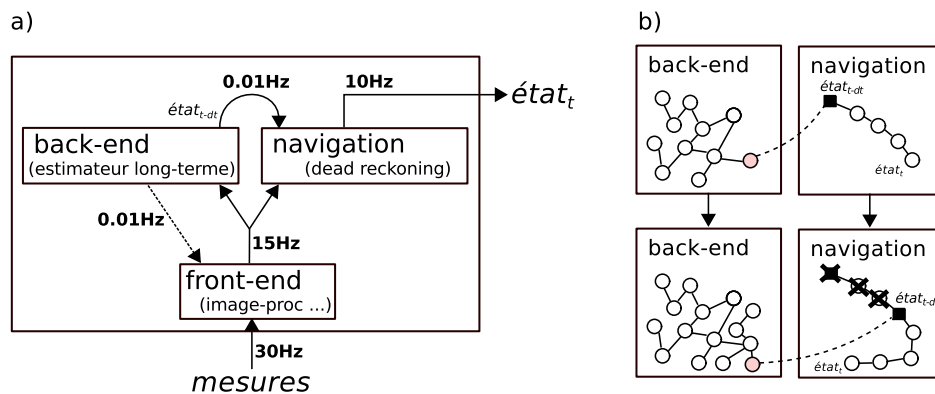 a)
0.01Hz
10Hz
état_t
état_t-dt
back-end
(estimateur long-terme)
navigation
(dead reckoning)
0.01Hz
15Hz
front-end
(image-proc ...)
30Hz
mesures
b)
back-end
navigation
état_t-dt
état_t
back-end
navigation
état_t-d
état_t